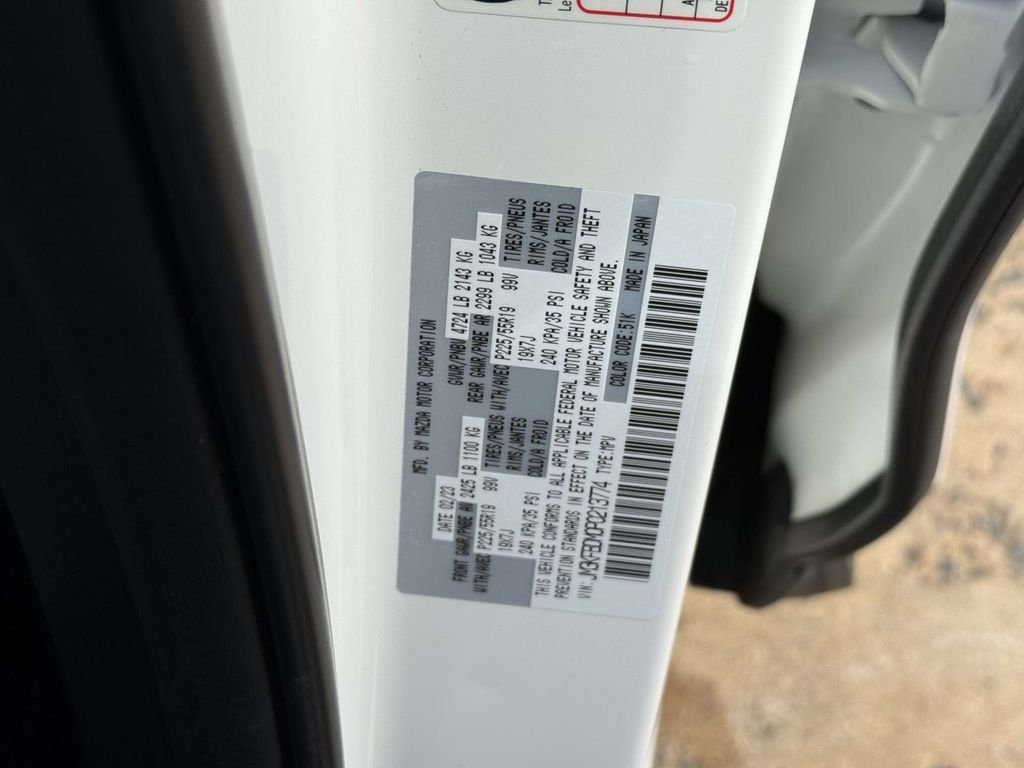 MFD. BY MAZDA MOTOR CORPORATION
DATE 02/23 GVWR/PNBV 4724 LB 2143 KG
FRONT GAWR/PNBE AV 2425 LB 1100 KG REAR GAWR/PNBE AR 2299 LB 1043 KG
WITH/AVEC P225/55R19 99V TIRES/PNEUS WITH/AVEC P225/55R19 99V TIRES/PNEUS
19X7J RIMS/JANTES 19X7J RIMS/JANTES
240 KPA/35 PSI COLD/A FROID 240 KPA/35 PSI COLD/A FROID
THIS VEHICLE CONFORMS TO ALL APPLICABLE FEDERAL MOTOR VEHICLE SAFETY AND THEFT
PREVENTION STANDARDS IN EFFECT ON THE DATE OF MANUFACTURE SHOWN ABOVE.
VIN: JM3KFBDM0P0213774 TYPE:MPV COLOR CODE:51K MADE IN JAPAN
T
Le
A
DE